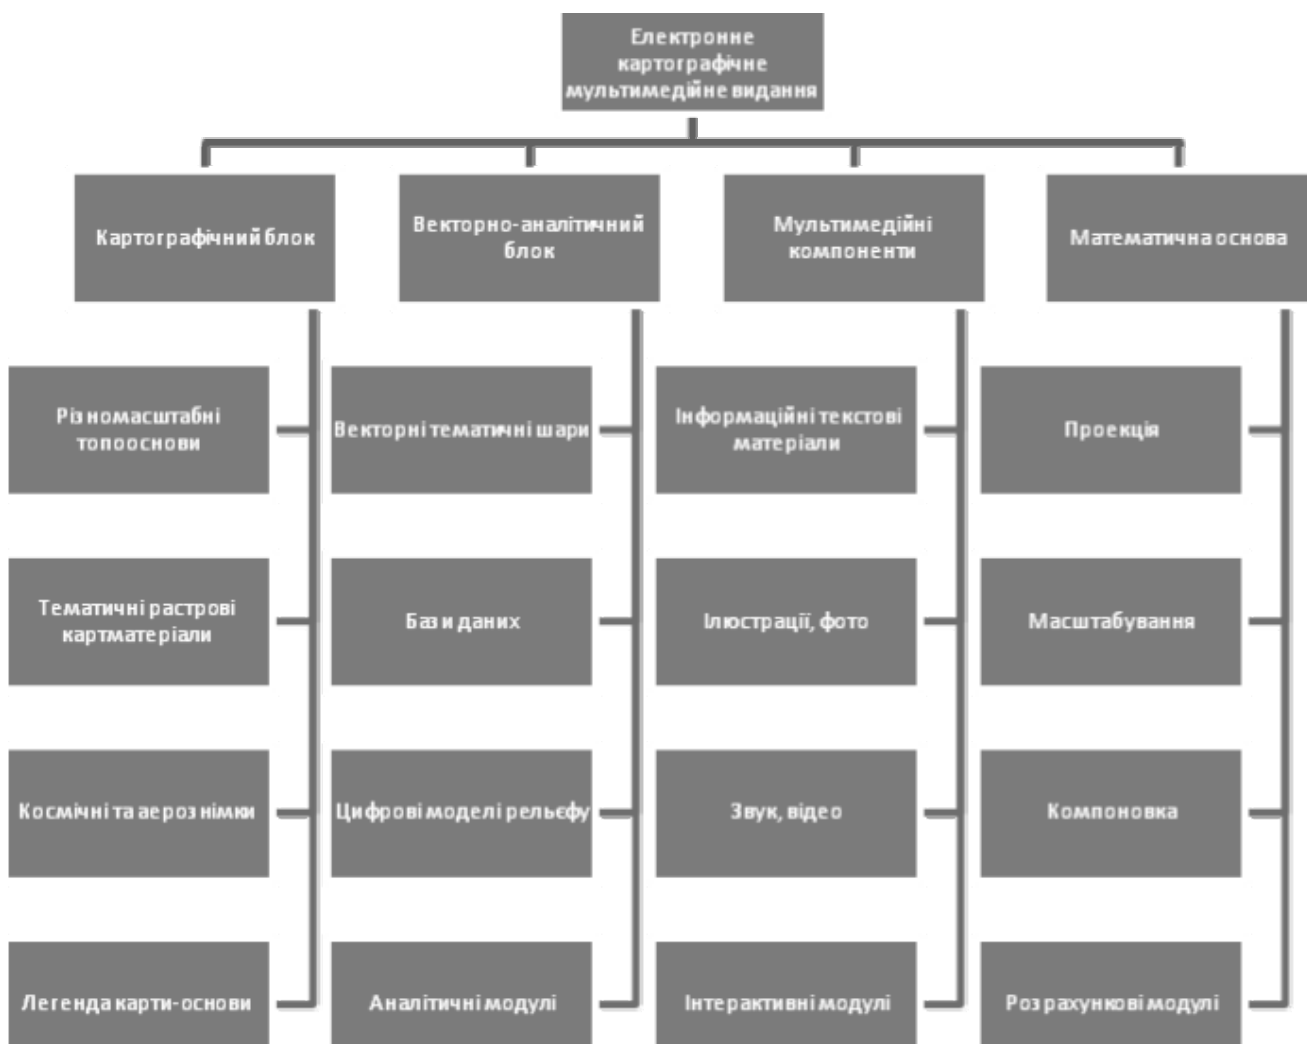 Електронне
картографічне
мультимедійне видання
Картографічний блок
Векторно-аналітичний
блок
Мультимедійні
компоненти
Математична основа
Різномасштабні
топооснови
Векторні тематичні шари
Інформаційні текстові
матеріали
Проекція
Тематичні растрові
картматеріали
Бази даних
Ілюстрації, фото
Масштабування
Космічні та аерознімки
Цифрові моделі рельєфу
Звук, відео
Компоновка
Легенда карти-основи
Аналітичні модулі
Інтерактивні модулі
Розрахункові модулі